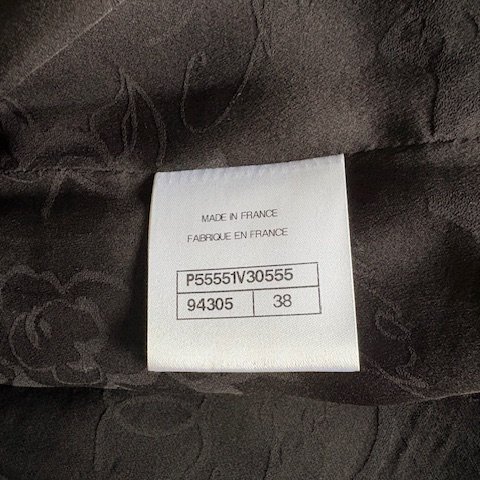 MADE IN FRANCE
FABRIQUE EN FRANCE
P55551V30555
94305 38